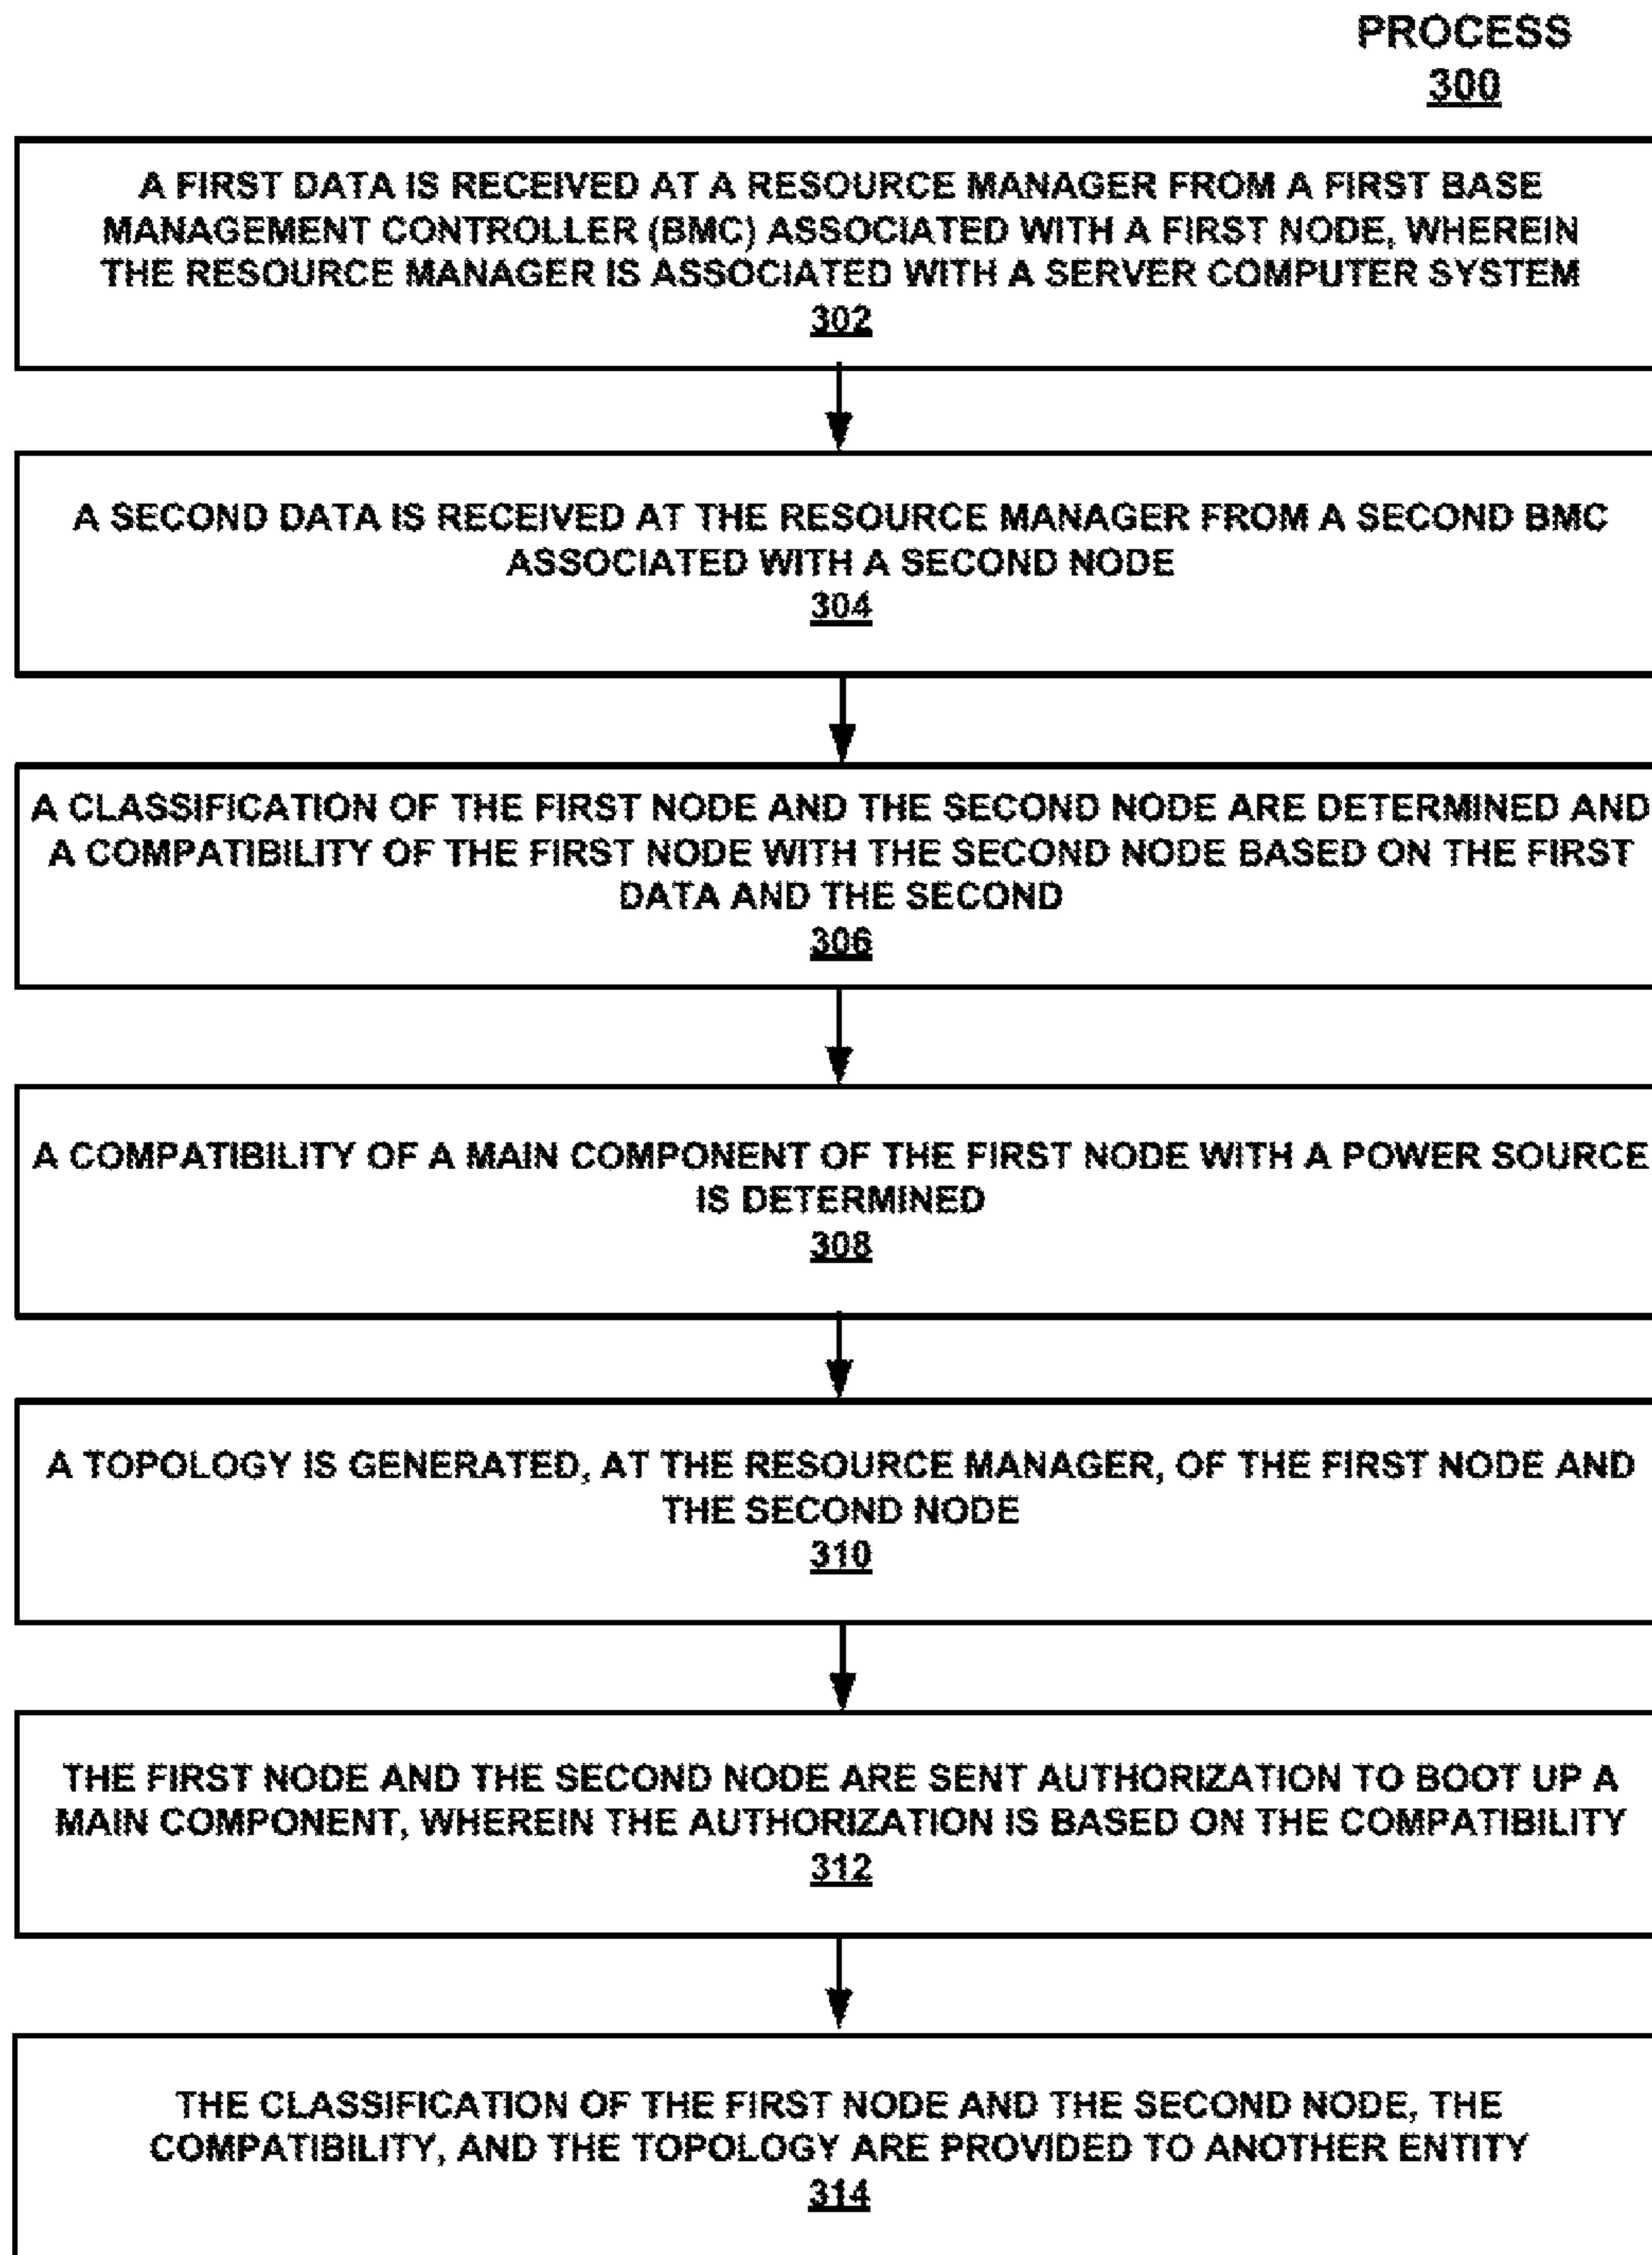 PROCESS
300
A FIRST DATA IS RECEIVED AT A RESOURCE MANAGER FROM A FIRST BASE
MANAGEMENT CONTROLLER (BMC) ASSOCIATED WITH A FIRST NODE, WHEREIN
THE RESOURCE MANAGER IS ASSOCIATED WITH A SERVER COMPUTER SYSTEM
302
A SECOND DATA IS RECEIVED AT THE RESOURCE MANAGER FROM A SECOND BMC
ASSOCIATED WITH A SECOND NODE
304
A CLASSIFICATION OF THE FIRST NODE AND THE SECOND NODE ARE DETERMINED AND
A COMPATIBILITY OF THE FIRST NODE WITH THE SECOND NODE BASED ON THE FIRST
DATA AND THE SECOND
306
A COMPATIBILITY OF A MAIN COMPONENT OF THE FIRST NODE WITH A POWER SOURCE
IS DETERMINED
308
A TOPOLOGY IS GENERATED, AT THE RESOURCE MANAGER, OF THE FIRST NODE AND
THE SECOND NODE
310
THE FIRST NODE AND THE SECOND NODE ARE SENT AUTHORIZATION TO BOOT UP A
MAIN COMPONENT, WHEREIN THE AUTHORIZATION IS BASED ON THE COMPATIBILITY
312
THE CLASSIFICATION OF THE FIRST NODE AND THE SECOND NODE, THE
COMPATIBILITY, AND THE TOPOLOGY ARE PROVIDED TO ANOTHER ENTITY
314